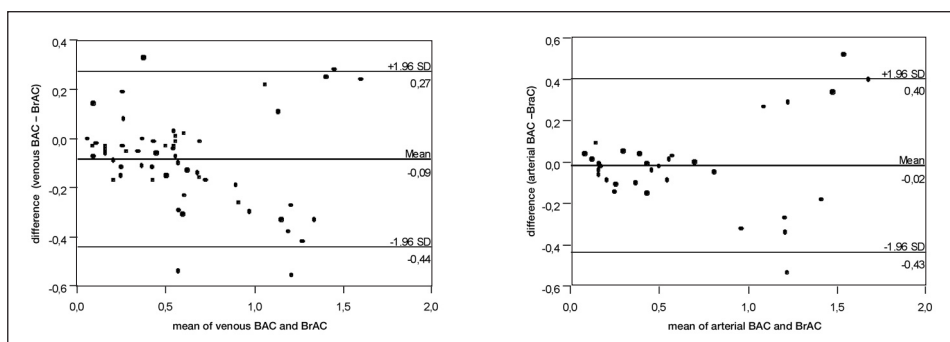 difference (venous BAC – BrAC)
0,4
0,2
0,0
-0,2
-0,4
-0,6
+1.96 SD
0,27
Mean
-0,09
-1.96 SD
-0,44
0,0
0,5
1,0
1,5
2,0
mean of venous BAC and BrAC
difference (arterial BAC –BraC)
0,6
0,4
0,2
0,0
-0,2
-0,4
-0,6
+1.96 SD
0,40
Mean
-0,02
-1.96 SD
-0,43
0,0
0,5
1,0
1,5
2,0
mean of arterial BAC and BrAC